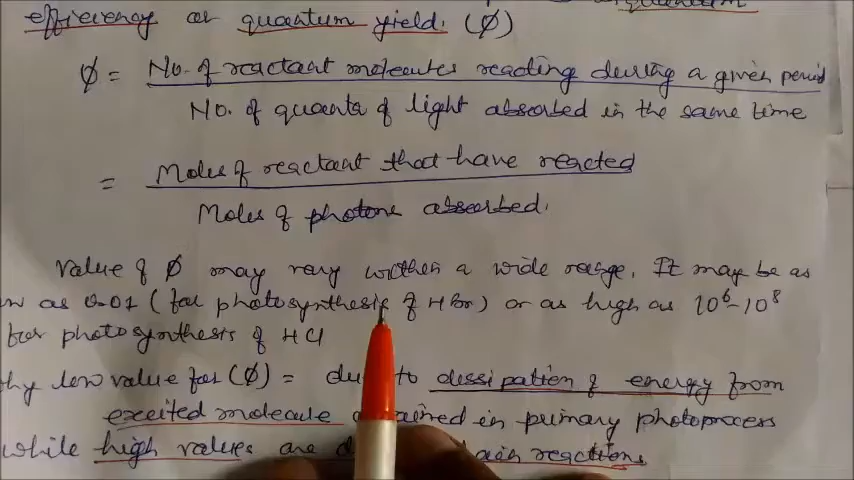 quantum
efficiency or quantum yield. (Ø)
Ø = No. of reactant molecules reacting during a given period
No. of quanta of light absorbed in the same time
= Moles of reactant that have reacted
Moles of photons absorbed.
Value of Ø may vary within a wide range. It may be as
as 0.01 (for photosynthesis of HBr) or as high as 10⁶-10⁸
for photosynthesis of HCl
low value for (Ø) = to dissipation of energy from
excited molecule in primary photoprocess
while high values are reactions